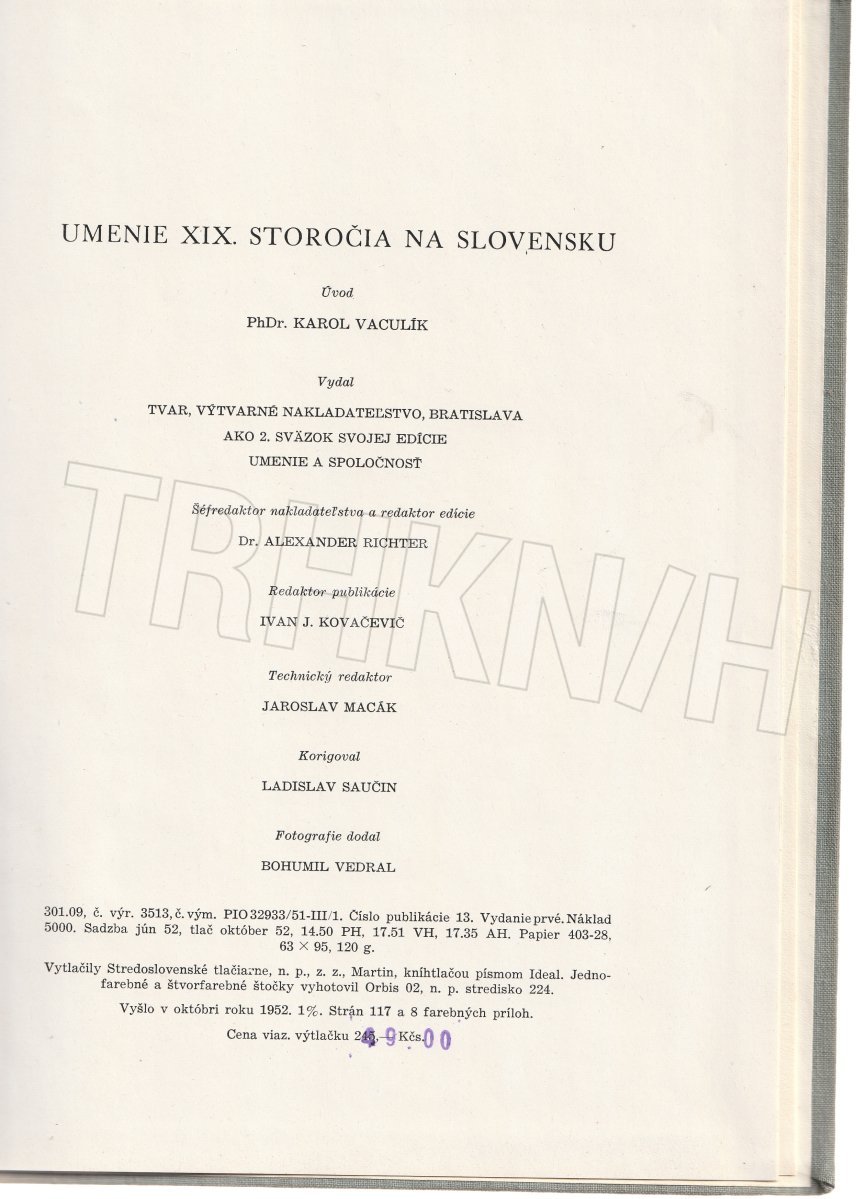 UMENIE XIX. STOROČIA NA SLOVENSKU
Úvod
PhDr. KAROL VACULÍK
Vydal
TVAR, VÝTVARNÉ NAKLADATEĽSTVO, BRATISLAVA
AKO 2. SVÄZOK SVOJEJ EDÍCIE
UMENIE A SPOLOČNOSŤ
Šéfredaktor nakladateľstva a redaktor edície
Dr. ALEXANDER RICHTER
Redaktor publikácie
IVAN J. KOVAČEVIČ
Technický redaktor
JAROSLAV MACÁK
Korigoval
LADISLAV SAUČIN
Fotografie dodal
BOHUMIL VEDRAL
301.09, č. výr. 3513, č. vým. PIO 32933/51-III/1. Číslo publikácie 13. Vydanie prvé. Náklad
5000. Sadzba jún 52, tlač október 52, 14.50 PH, 17.51 VH, 17.35 AH. Papier 403-28,
63 × 95, 120 g.
Vytlačily Stredoslovenské tlačiarne, n. p., z. z., Martin, kníhtlačou písmom Ideal. Jedno-
farebné a štvorfarebné štočky vyhotovil Orbis 02, n. p. stredisko 224.
Vyšlo v októbri roku 1952. 1%. Strán 117 a 8 farebných príloh.
Cena viaz. výtlačku Kčs. 49.00
TRHKN/H